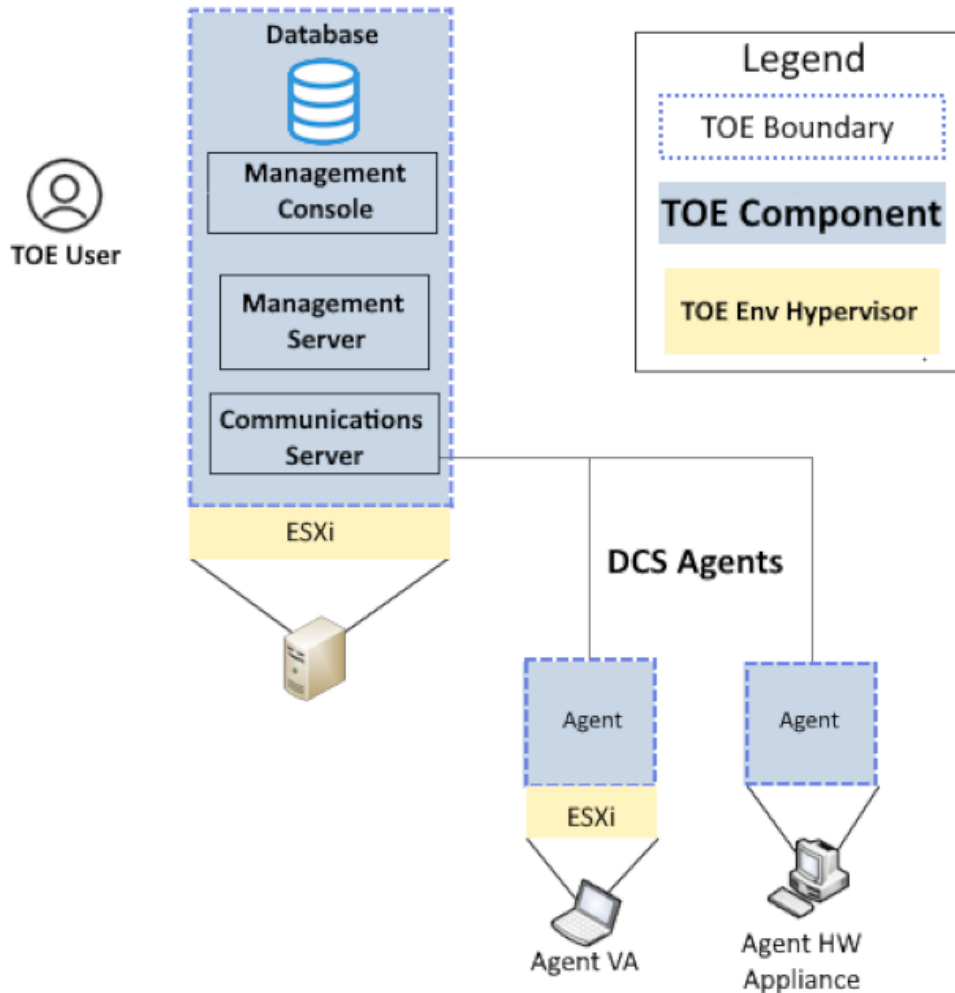 Database
Management
Console
TOE User
Management
Server
Communications
Server
ESXi
Legend
TOE Boundary
TOE Component
TOE Env Hypervisor
DCS Agents
Agent
ESXi
Agent VA
Agent
Agent HW
Appliance